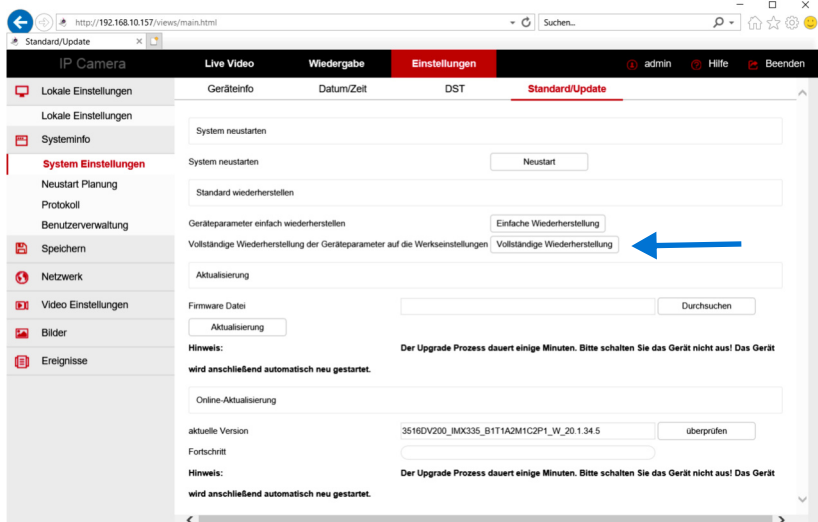 http://192.168.10.157/views/main.html
Suchen...
Standard/Update
IP Camera
Live Video
Wiedergabe
Einstellungen
admin
Hilfe
Beenden
Lokale Einstellungen
Geräteinfo
Datum/Zeit
DST
Standard/Update
Lokale Einstellungen
Systeminfo
System Einstellungen
Neustart Planung
Protokoll
Benutzerverwaltung
Speichern
Netzwerk
Video Einstellungen
Bilder
Ereignisse
System neustarten
System neustarten
Neustart
Standard wiederherstellen
Geräteparameter einfach wiederherstellen
Einfache Wiederherstellung
Vollständige Wiederherstellung der Geräteparameter auf die Werkseinstellungen
Vollständige Wiederherstellung
Aktualisierung
Firmware Datei
Durchsuchen
Aktualisierung
Hinweis: Der Upgrade Prozess dauert einige Minuten. Bitte schalten Sie das Gerät nicht aus! Das Gerät
wird anschließend automatisch neu gestartet.
Online-Aktualisierung
aktuelle Version
3516DV200_IMX335_B1T1A2M1C2P1_W_20.1.34.5
überprüfen
Fortschritt
Hinweis: Der Upgrade Prozess dauert einige Minuten. Bitte schalten Sie das Gerät nicht aus! Das Gerät
wird anschließend automatisch neu gestartet.